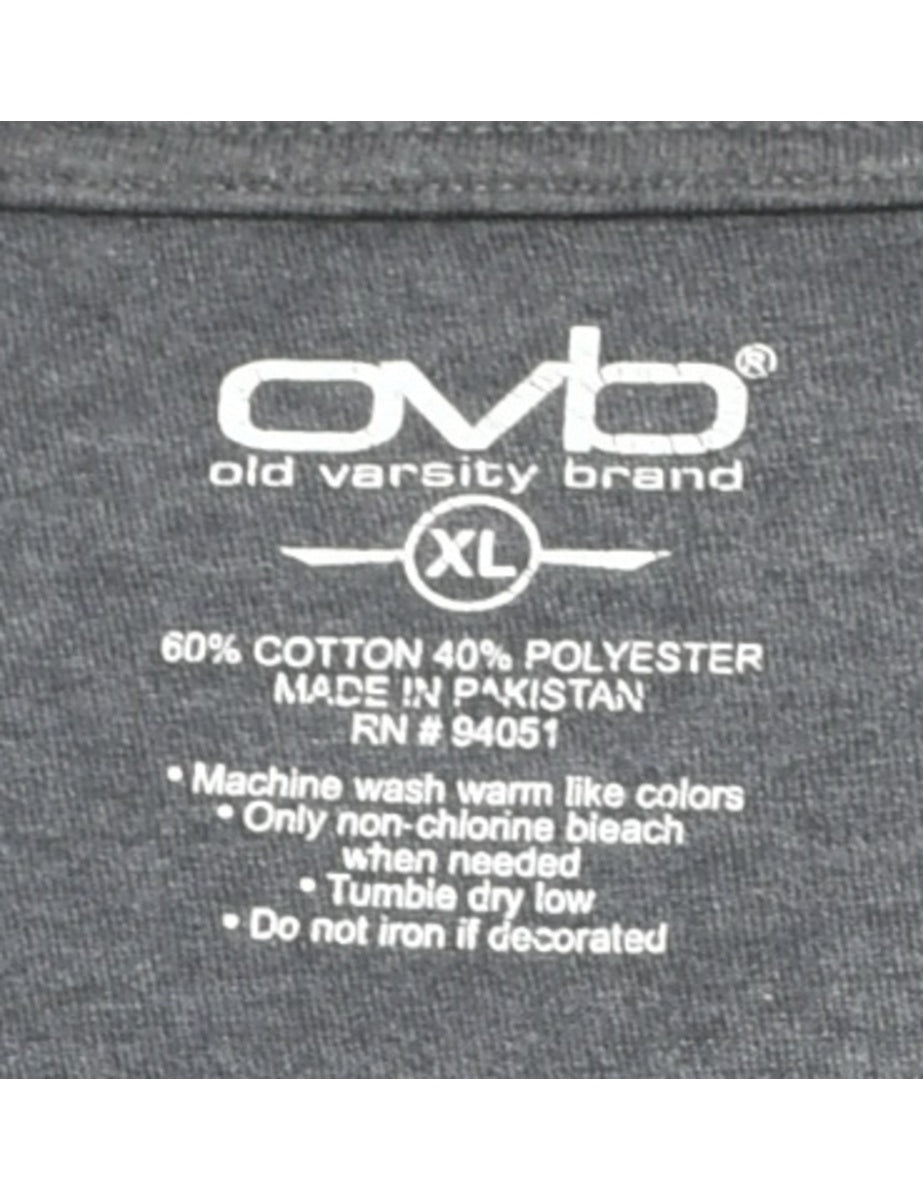 ovb®
old varsity brand
XL
60% COTTON 40% POLYESTER
MADE IN PAKISTAN
RN # 94051
• Machine wash warm like colors
• Only non-chlorine bleach
when needed
• Tumble dry low
• Do not iron if decorated